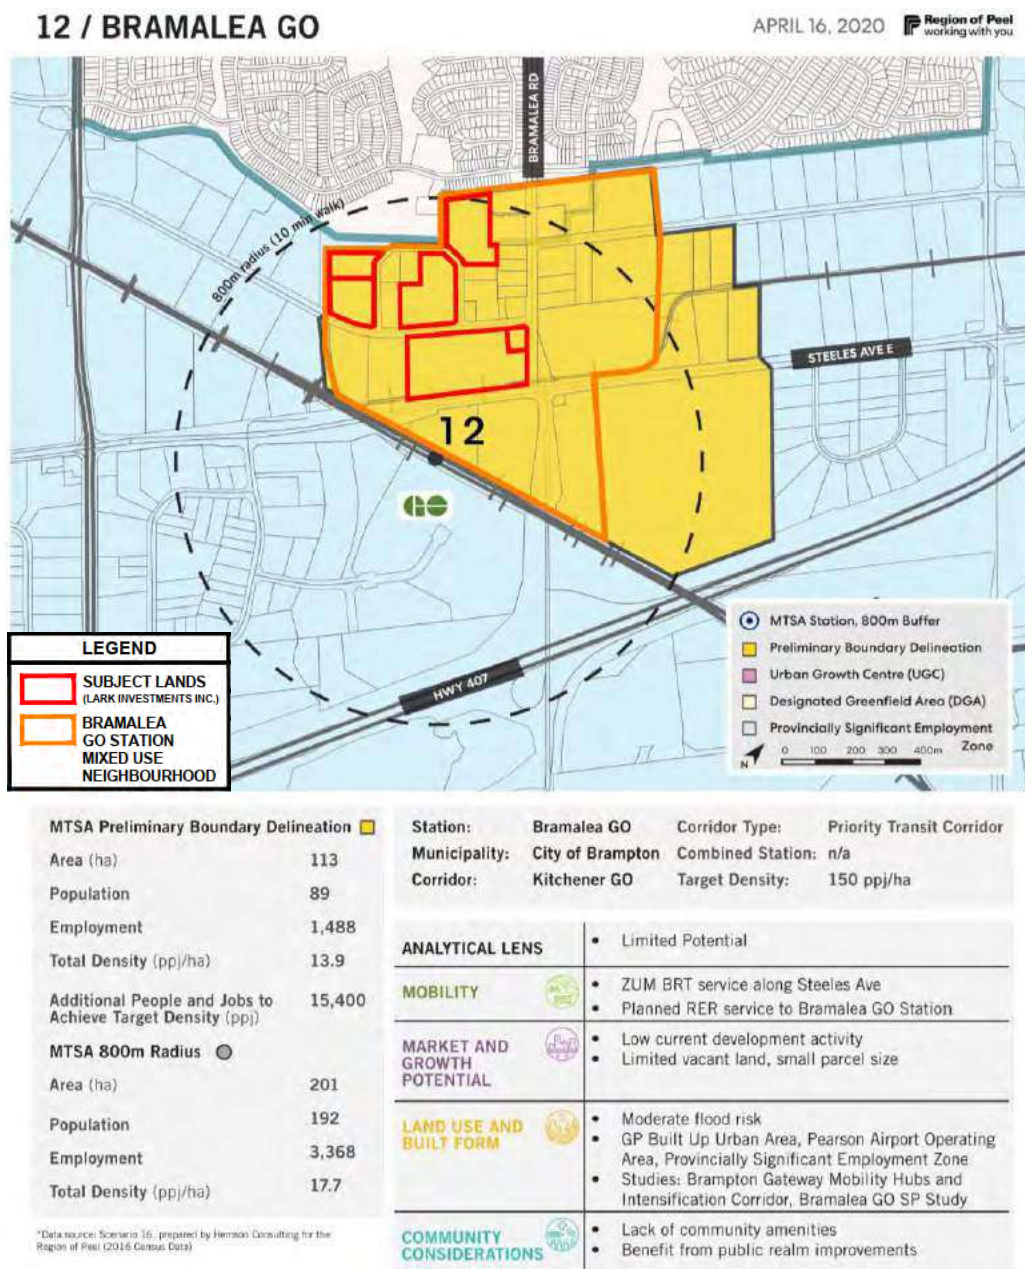 12 / BRAMALEA GO
APRIL 16, 2020
Region of Peel
working with you
BRAMALEA RD
800m radius (10 min walk)
STEELES AVE E
12
GO
HWY 407
LEGEND
SUBJECT LANDS
(LARK INVESTMENTS INC.)
BRAMALEA
GO STATION
MIXED USE
NEIGHBOURHOOD
MTSA Station, 800m Buffer
Preliminary Boundary Delineation
Urban Growth Centre (UGC)
Designated Greenfield Area (DGA)
Provincially Significant Employment
Zone
N
0 100 200 300 400m
MTSA Preliminary Boundary Delineation
Area (ha) 113
Population 89
Employment 1,488
Total Density (ppj/ha) 13.9
Additional People and Jobs to
Achieve Target Density (ppj) 15,400
MTSA 800m Radius
Area (ha) 201
Population 192
Employment 3,368
Total Density (ppj/ha) 17.7
*Data source: Scenario 16, prepared by Hemson Consulting for the
Region of Peel (2016 Census Data)
Station: Bramalea GO Corridor Type: Priority Transit Corridor
Municipality: City of Brampton Combined Station: n/a
Corridor: Kitchener GO Target Density: 150 ppj/ha
ANALYTICAL LENS
• Limited Potential
MOBILITY
• ZUM BRT service along Steeles Ave
• Planned RER service to Bramalea GO Station
MARKET AND
GROWTH
POTENTIAL
• Low current development activity
• Limited vacant land, small parcel size
LAND USE AND
BUILT FORM
• Moderate flood risk
• GP Built Up Urban Area, Pearson Airport Operating
Area, Provincially Significant Employment Zone
• Studies: Brampton Gateway Mobility Hubs and
Intensification Corridor, Bramalea GO SP Study
COMMUNITY
CONSIDERATIONS
• Lack of community amenities
• Benefit from public realm improvements